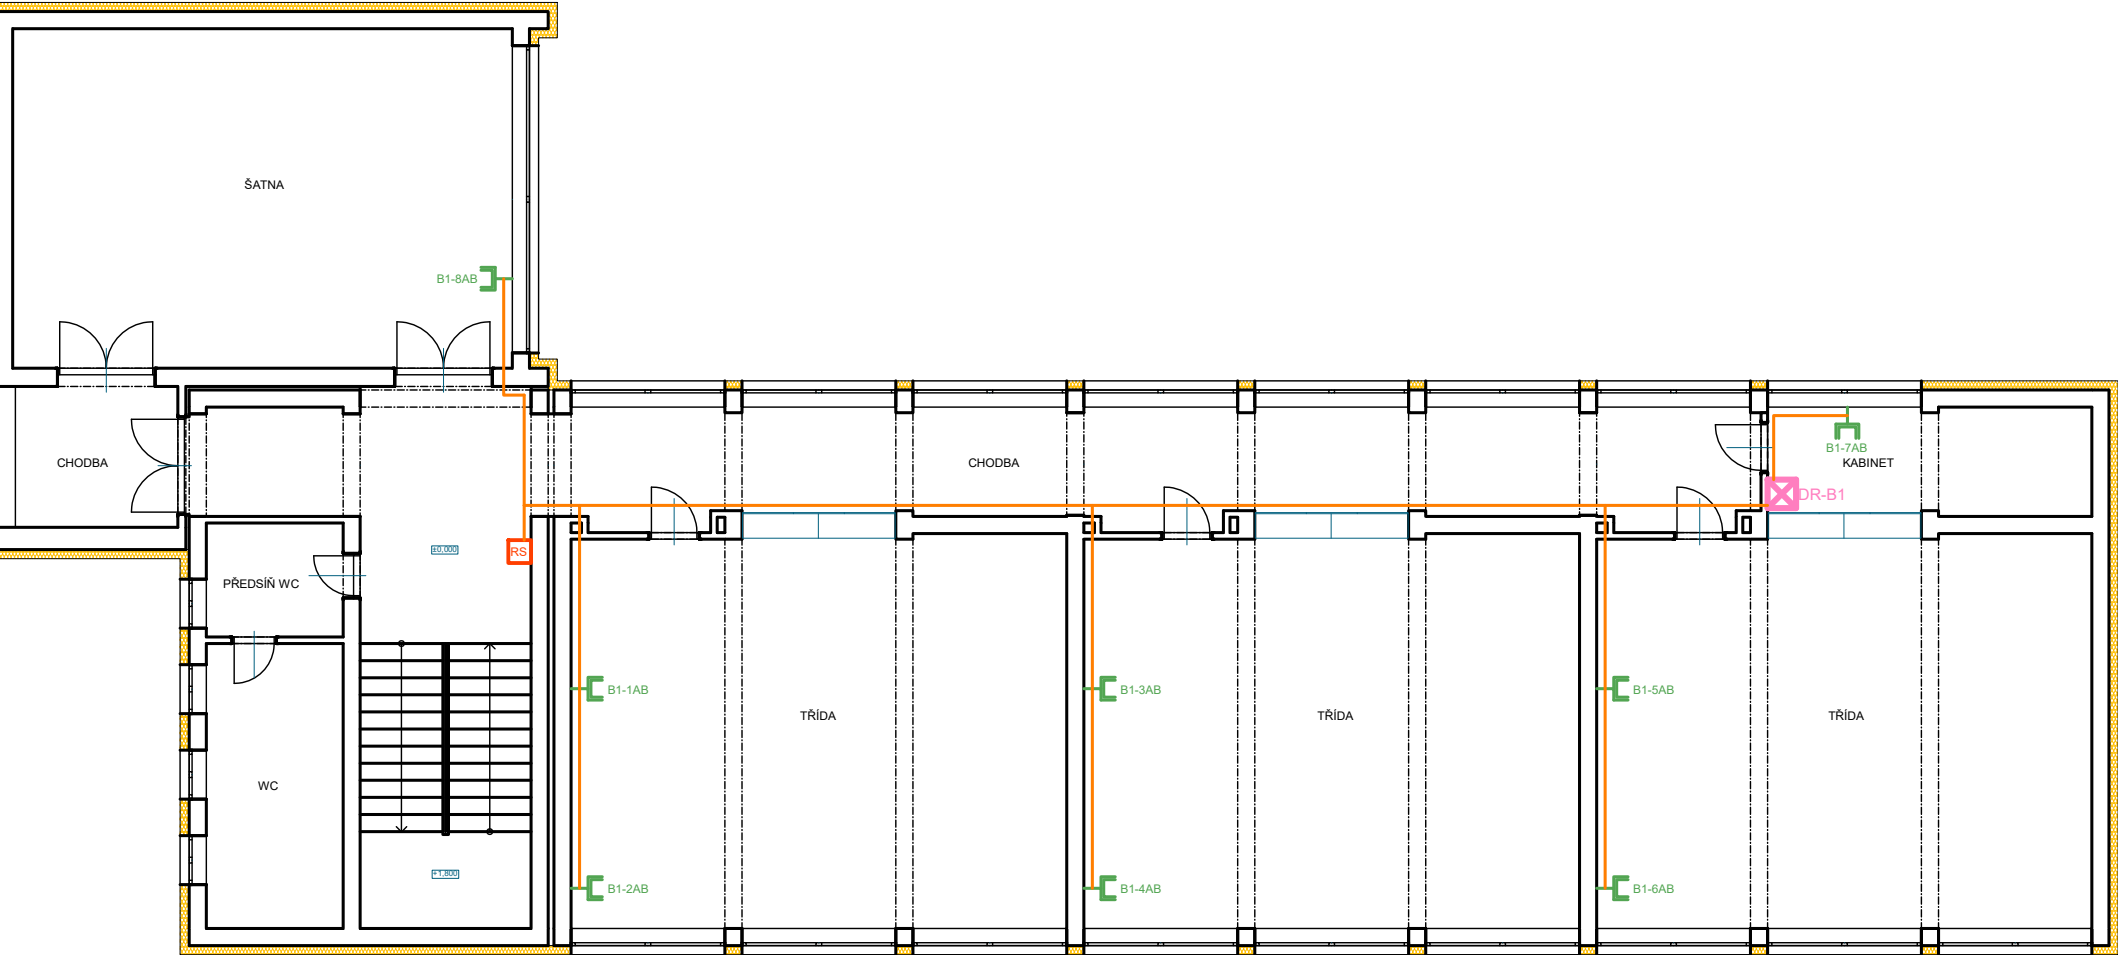 ŠATNA
B1-8AB
CHODBA
CHODBA
B1-7AB
KABINET
DR-B1
±0,000
RS
PŘEDSÍŇ WC
B1-1AB
B1-3AB
B1-5AB
TŘÍDA
TŘÍDA
TŘÍDA
WC
+1,800
B1-2AB
B1-4AB
B1-6AB